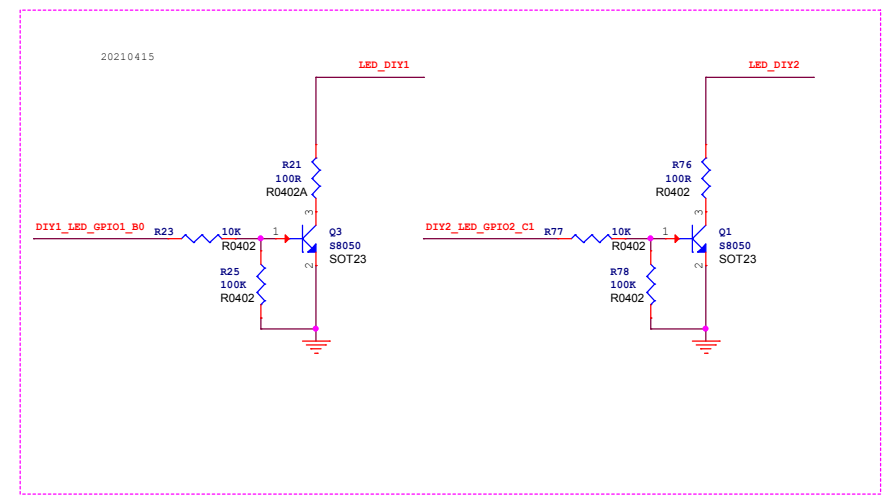 20210415
LED_DIY1
LED_DIY2
R21
100R
R0402A
R76
100R
R0402
3
3
DIY1_LED_GPIO1_B0
R23
10K
R0402
1
Q3
S8050
SOT23
2
R25
100K
R0402
DIY2_LED_GPIO2_C1
R77
10K
R0402
1
Q1
S8050
SOT23
2
R78
100K
R0402